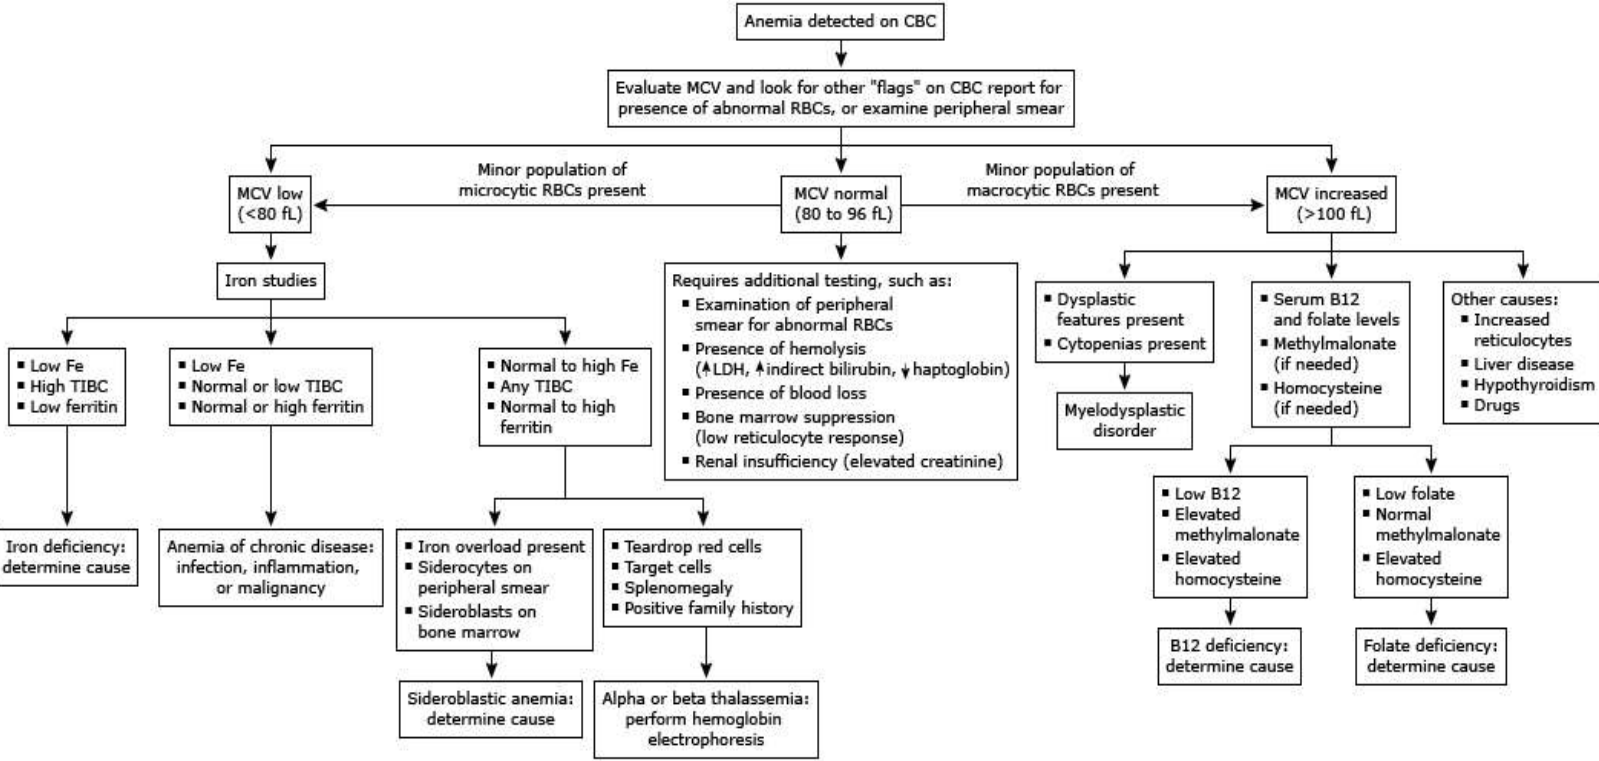 Anemia detected on CBC
Evaluate MCV and look for other "flags" on CBC report for
presence of abnormal RBCs, or examine peripheral smear
Minor population of
microcytic RBCs present
Minor population of
macrocytic RBCs present
MCV low
(<80 fL)
MCV normal
(80 to 96 fL)
MCV increased
(>100 fL)
Iron studies
▪ Low Fe
▪ High TIBC
▪ Low ferritin
▪ Low Fe
▪ Normal or low TIBC
▪ Normal or high ferritin
▪ Normal to high Fe
▪ Any TIBC
▪ Normal to high
ferritin
Requires additional testing, such as:
▪ Examination of peripheral
smear for abnormal RBCs
▪ Presence of hemolysis
(↑LDH, ↑indirect bilirubin, ↓haptoglobin)
▪ Presence of blood loss
▪ Bone marrow suppression
(low reticulocyte response)
▪ Renal insufficiency (elevated creatinine)
▪ Dysplastic
features present
▪ Cytopenias present
Myelodysplastic
disorder
▪ Serum B12
and folate levels
▪ Methylmalonate
(if needed)
▪ Homocysteine
(if needed)
Other causes:
▪ Increased
reticulocytes
▪ Liver disease
▪ Hypothyroidism
▪ Drugs
Iron deficiency:
determine cause
Anemia of chronic disease:
infection, inflammation,
or malignancy
▪ Iron overload present
▪ Siderocytes on
peripheral smear
▪ Sideroblasts on
bone marrow
▪ Teardrop red cells
▪ Target cells
▪ Splenomegaly
▪ Positive family history
▪ Low B12
▪ Elevated
methylmalonate
▪ Elevated
homocysteine
▪ Low folate
▪ Normal
methylmalonate
▪ Elevated
homocysteine
Sideroblastic anemia:
determine cause
Alpha or beta thalassemia:
perform hemoglobin
electrophoresis
B12 deficiency:
determine cause
Folate deficiency:
determine cause